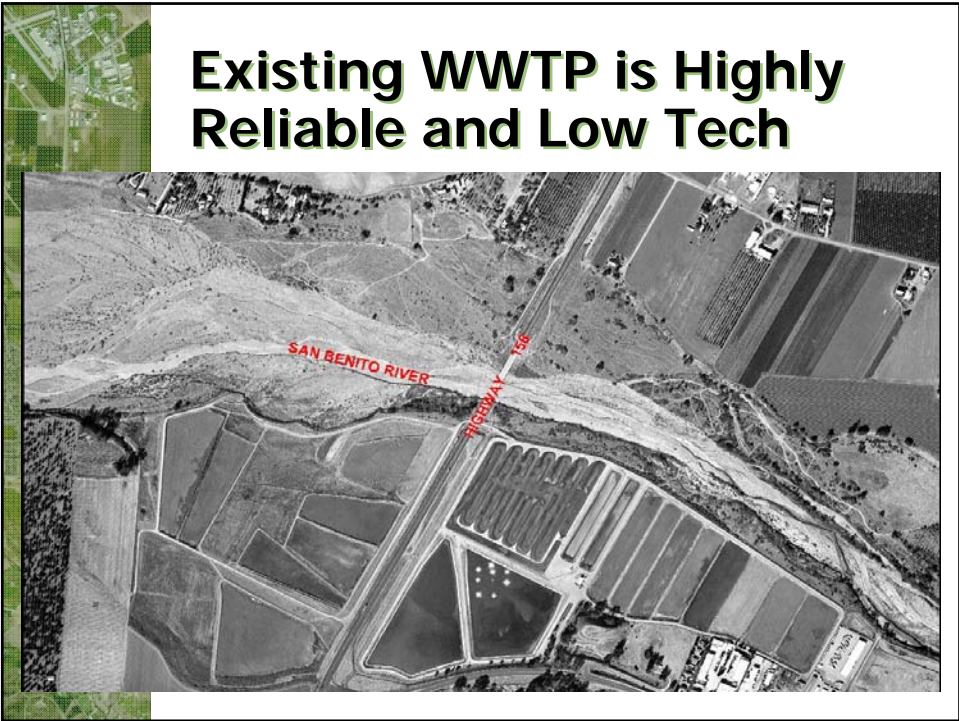 Existing WWTP is Highly
Reliable and Low Tech
SAN BENITO RIVER
HIGHWAY 156